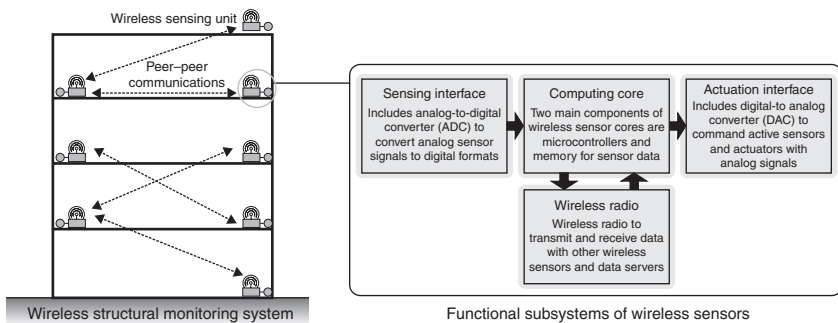 Wireless sensing unit
Peer–peer
communications
Wireless structural monitoring system
Sensing interface
Includes analog-to-digital
converter (ADC) to
convert analog sensor
signals to digital formats
Computing core
Two main components of
wireless sensor cores are
microcontrollers and
memory for sensor data
Actuation interface
Includes digital-to analog
converter (DAC) to
command active sensors
and actuators with
analog signals
Wireless radio
Wireless radio to
transmit and receive data
with other wireless
sensors and data servers
Functional subsystems of wireless sensors